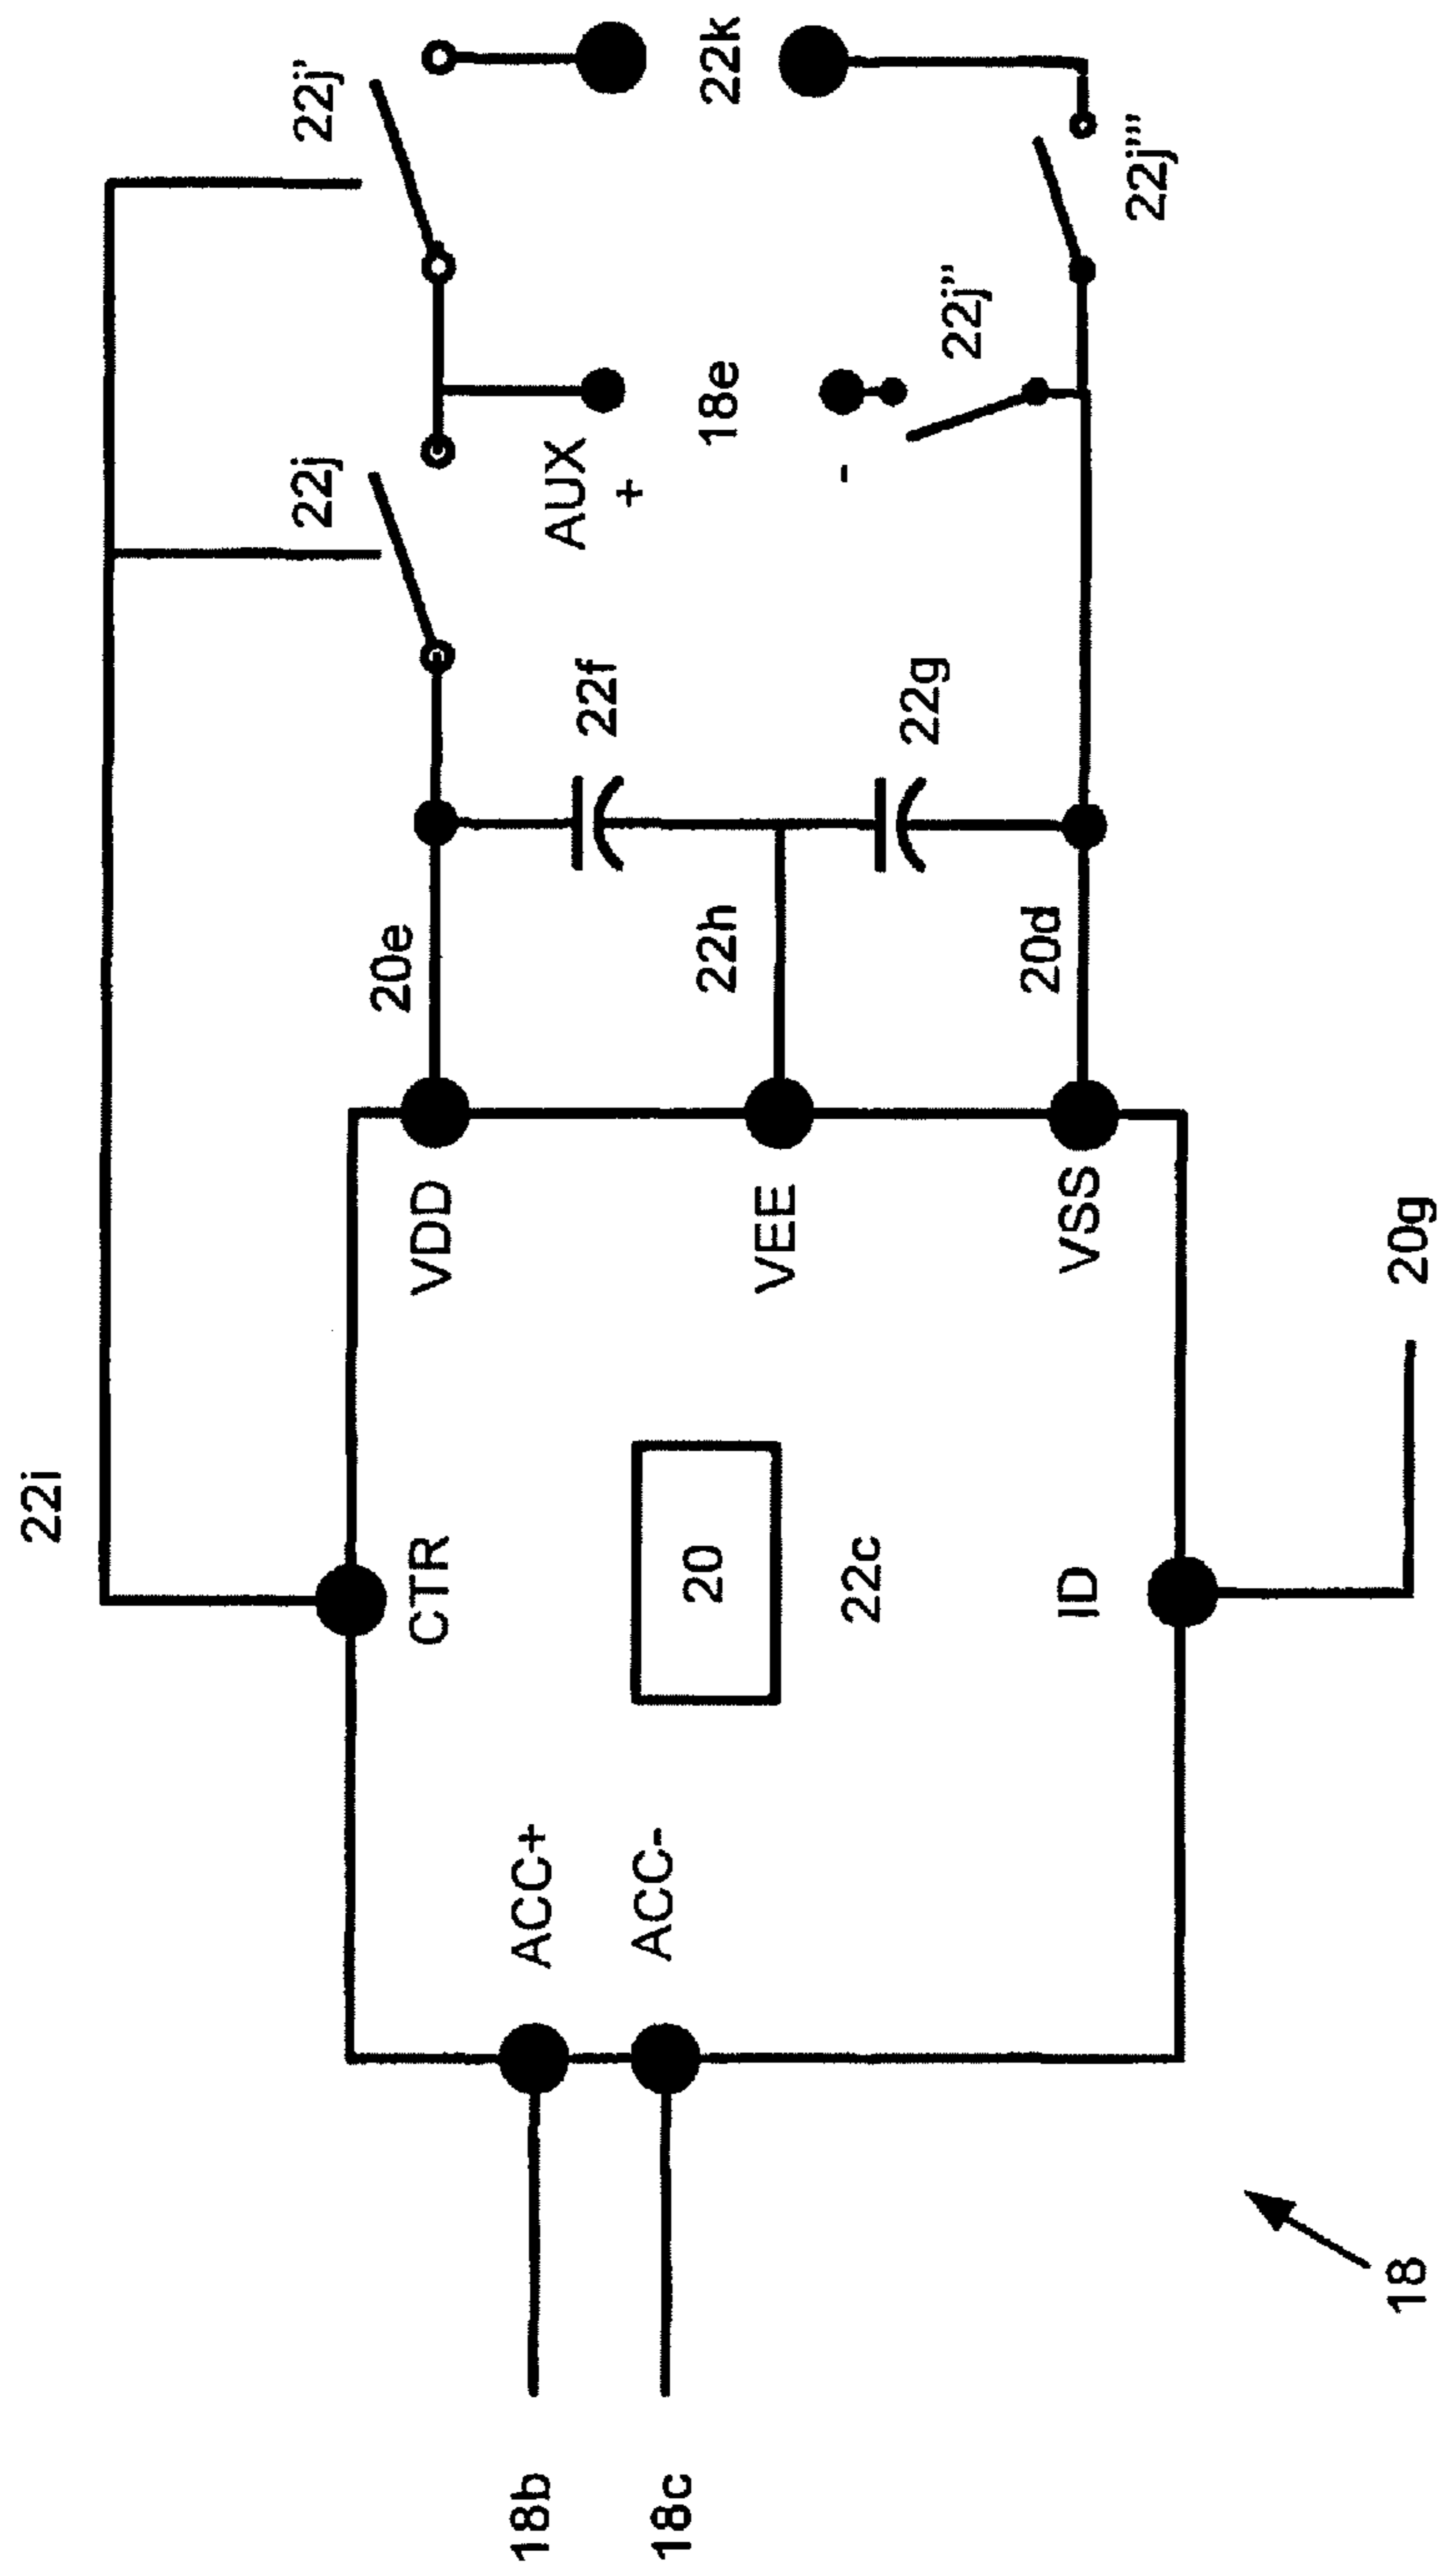 22i
22j
22j'
CTR
VDD
20e
AUX
+
22k
18b
ACC+
22f
18c
ACC-
20
22c
VEE
22h
18e
22g
-
22j''
ID
VSS
20d
22j'''
18
20g